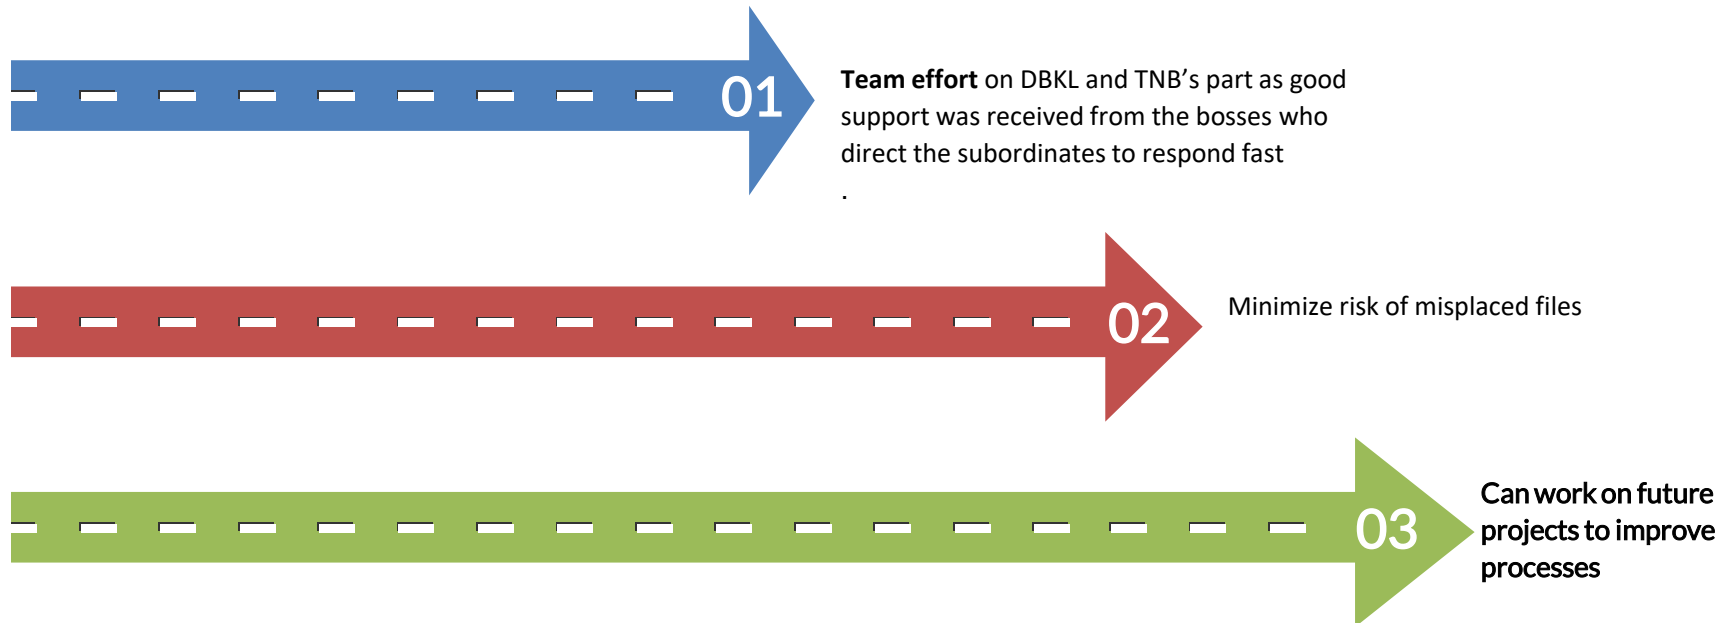 01
Team effort on DBKL and TNB’s part as good
support was received from the bosses who
direct the subordinates to respond fast
.
02
Minimize risk of misplaced files
03
Can work on future
projects to improve
processes